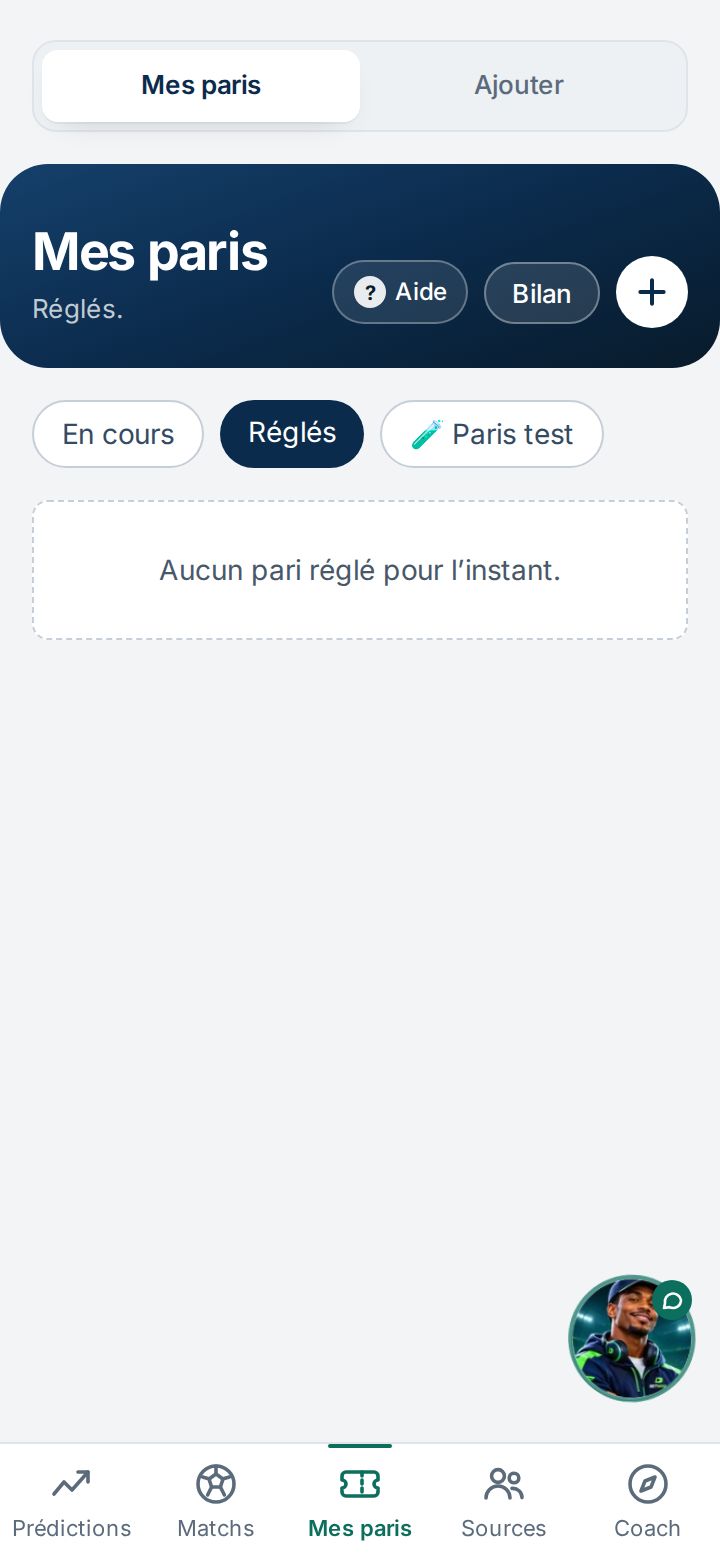 Mes paris
Ajouter
Mes paris
Réglés.
? Aide
Bilan
En cours
Réglés
🧪 Paris test
Aucun pari réglé pour l’instant.
Prédictions
Matchs
Mes paris
Sources
Coach